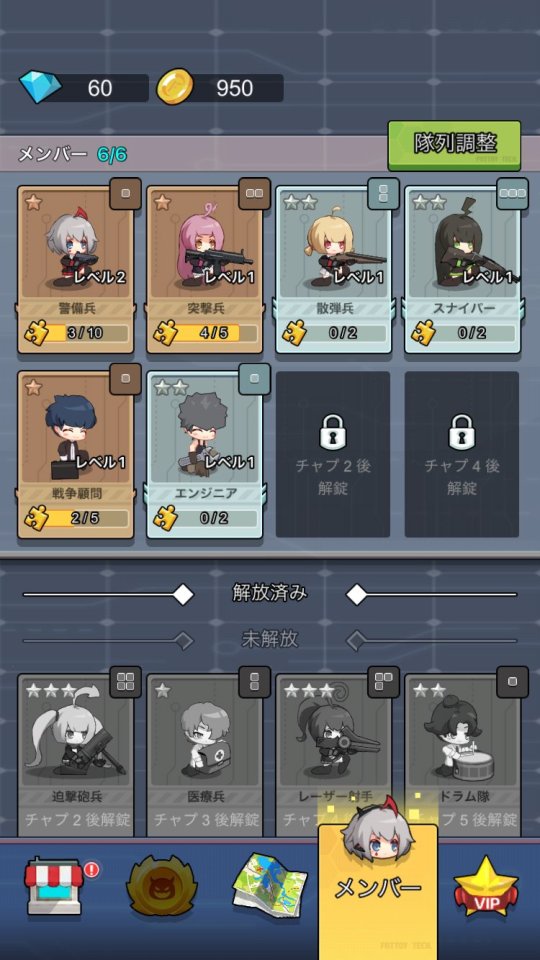 60 950
メンバー 6/6
隊列調整
レベル2 レベル1 レベル1 レベル1
警備兵 突撃兵 散弾兵 スナイパー
3/10 4/5 0/2 0/2
レベル1 レベル1
チャプ 2 後 チャプ 4 後
解錠 解錠
戦争顧問 エンジニア
2/5 0/2
解放済み
未解放
迫撃砲兵 医療兵 レーザー射手 ドラム隊
チャプ 2 後解錠 チャプ 3 後解錠 チャプ 5 後解錠
メンバー
VIP